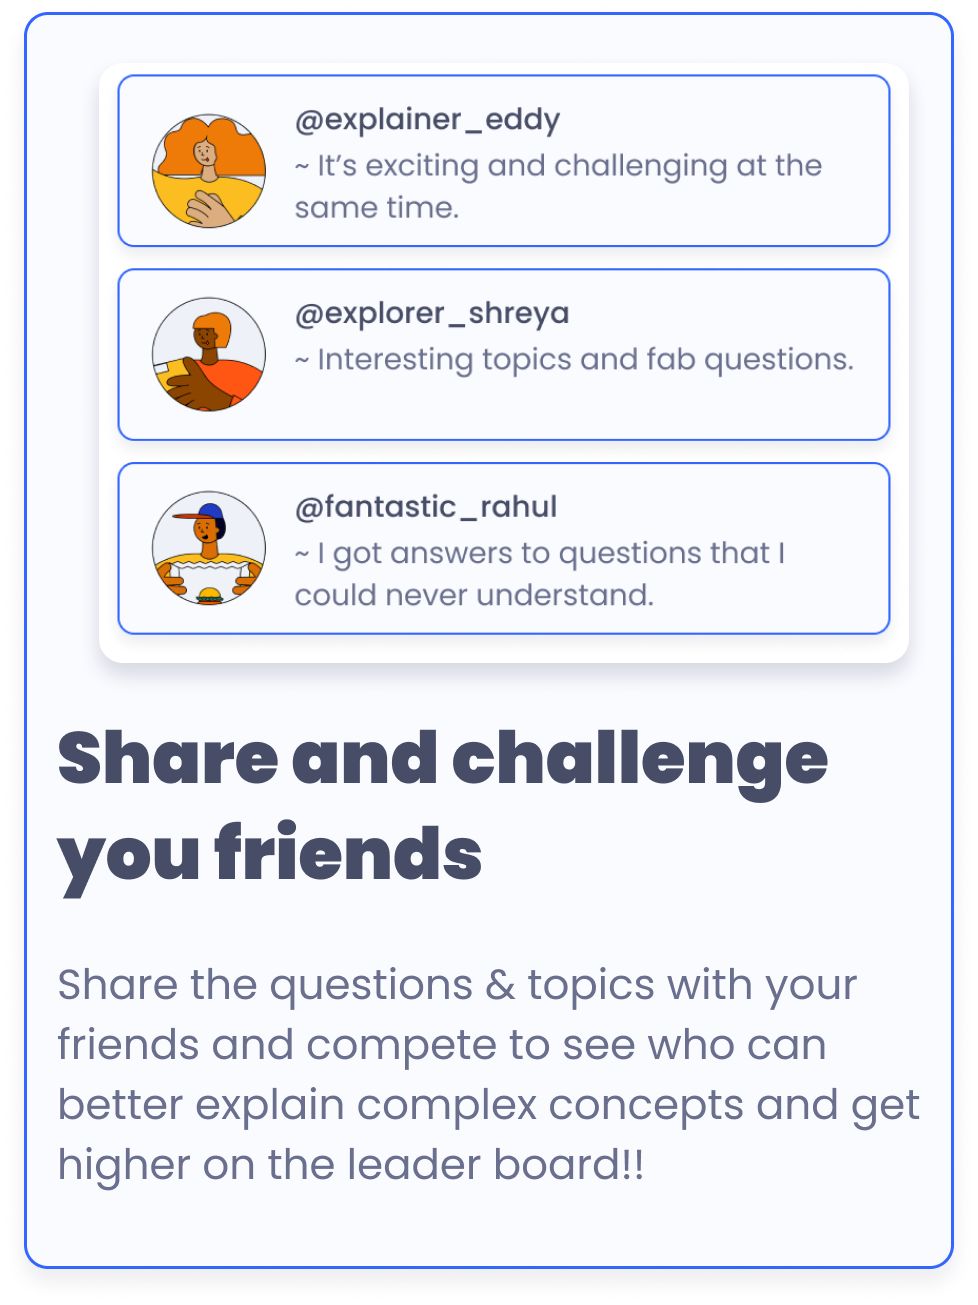 @explainer_eddy
~ It’s exciting and challenging at the
same time.
@explorer_shreya
~ Interesting topics and fab questions.
@fantastic_rahul
~ I got answers to questions that I
could never understand.
Share and challenge
you friends
Share the questions & topics with your
friends and compete to see who can
better explain complex concepts and get
higher on the leader board!!